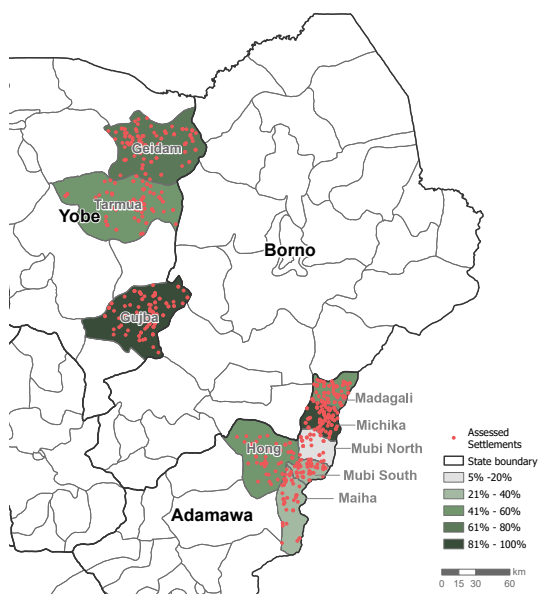 Geidam
Tarmua
Yobe
Borno
Gujba
Madagali
Michika
Mubi North
Hong
Mubi South
Maiha
Adamawa
Assessed
Settlements
State boundary
5% -20%
21% - 40%
41% - 60%
61% - 80%
81% - 100%
km
0 15 30 60